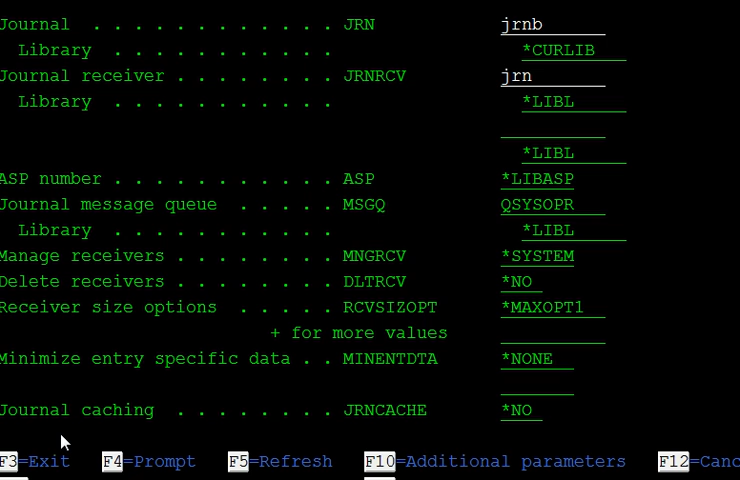 Journal . . . . . . . . . . . . JRN jrnb
Library . . . . . . . . . . . *CURLIB
Journal receiver . . . . . . . . JRNRCV jrn
Library . . . . . . . . . . . *LIBL
*LIBL
ASP number . . . . . . . . . . . ASP *LIBASP
Journal message queue . . . . . MSGQ QSYSOPR
Library . . . . . . . . . . . *LIBL
Manage receivers . . . . . . . . MNGRCV *SYSTEM
Delete receivers . . . . . . . . DLTRCV *NO
Receiver size options . . . . . RCVSIZOPT *MAXOPT1
+ for more values
Minimize entry specific data . . MINENTDTA *NONE
Journal caching . . . . . . . . JRNCACHE *NO
F3=Exit F4=Prompt F5=Refresh F10=Additional parameters F12=Canc